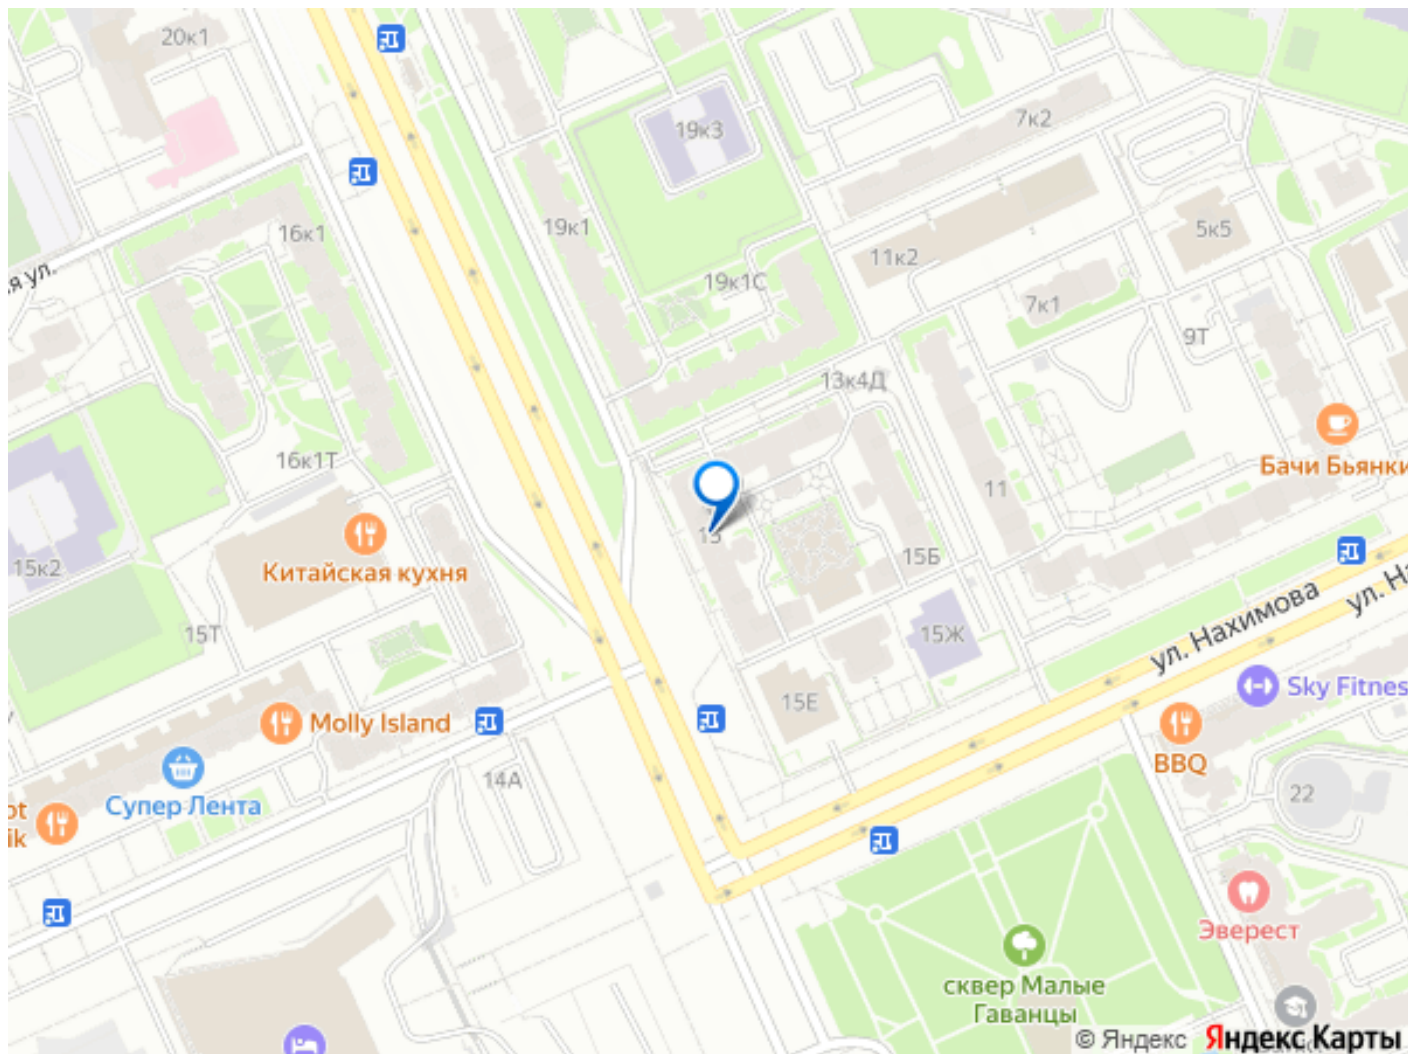 20к1
19к3
7к2
16к1
19к1
5к5
11к2
ул.
19к1С
7к1
9Т
13к4Д
16к1Т
Бачи Бьянки
11
15к2
Китайская кухня
15Б
ул. Нахимова
15Т
15Ж
Sky Fitnes
15Е
Molly Island
BBQ
14А
22
Супер Лента
Эверест
сквер Малые
Гаванцы
© Яндекс Яндекс Карты